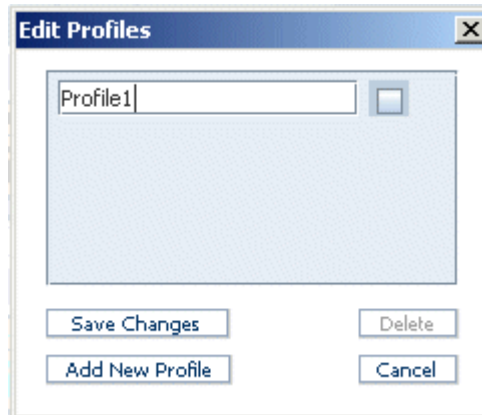 Edit Profiles
Profile1
Save Changes Delete
Add New Profile Cancel